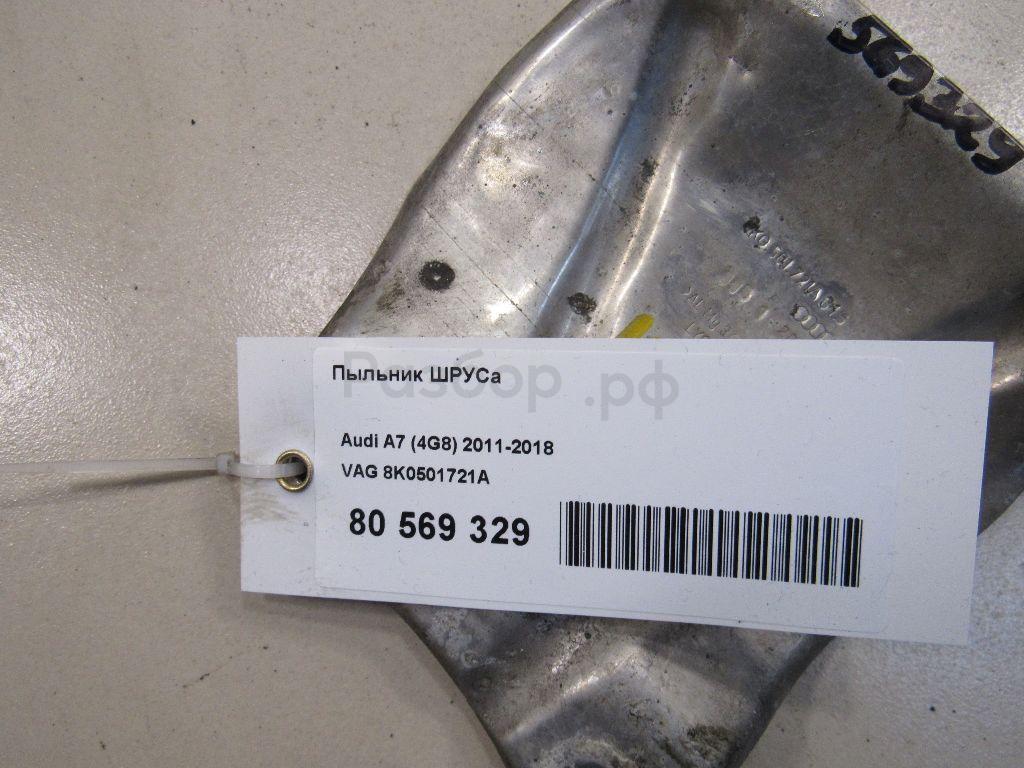 569329
Пыльник ШРУСа
Разбор.рф
Audi A7 (4G8) 2011-2018
VAG 8K0501721A
80 569 329